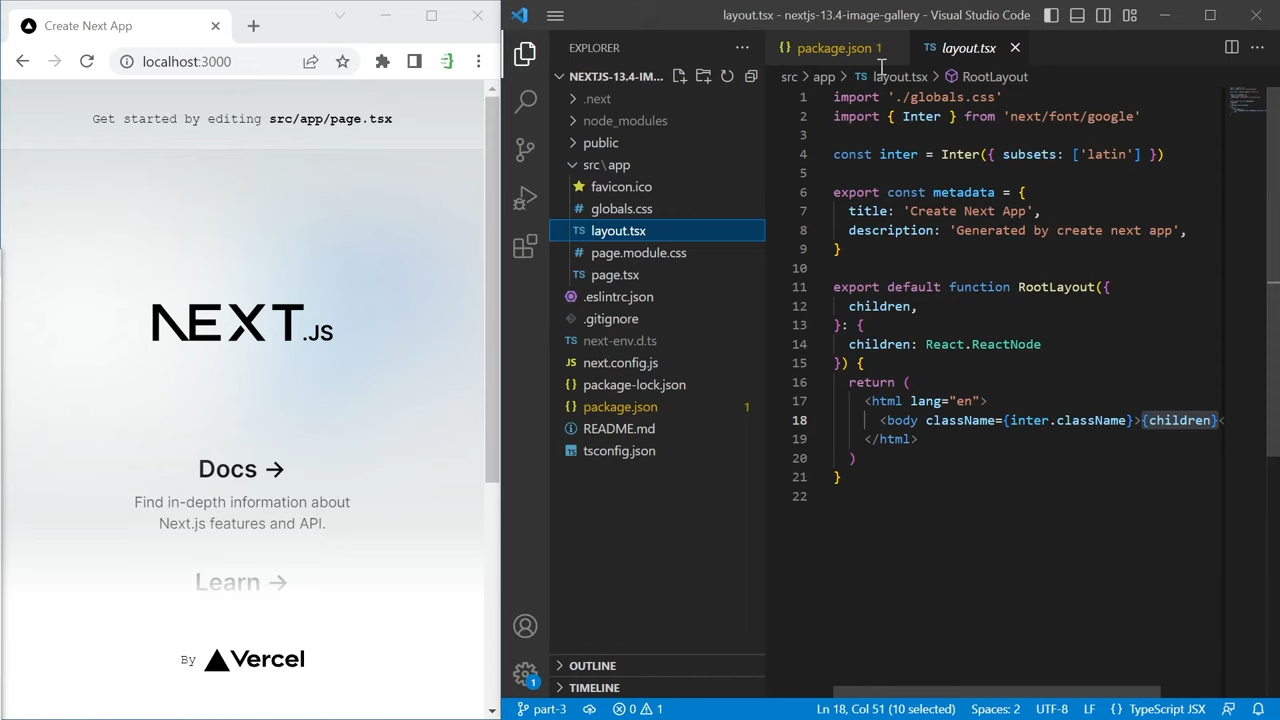 Create Next App
localhost:3000
Get started by editing src/app/page.tsx
NEXT.JS
Docs ->
Find in-depth information about
Next.js features and API.
Learn ->
By Vercel
layout.tsx - nextjs-13.4-image-gallery - Visual Studio Code
EXPLORER
NEXTJS-13.4-IM...
.next
node_modules
public
src\app
favicon.ico
# globals.css
TS layout.tsx
# page.module.css
TS page.tsx
.eslintrc.json
.gitignore
TS next-env.d.ts
JS next.config.js
{} package-lock.json
{} package.json 1
README.md
TS tsconfig.json
OUTLINE
TIMELINE
{} package.json 1
TS layout.tsx
src > app > TS layout.tsx > RootLayout
1 import './globals.css'
2 import { Inter } from 'next/font/google'
3
4 const inter = Inter({ subsets: ['latin'] })
5
6 export const metadata = {
7 title: 'Create Next App',
8 description: 'Generated by create next app',
9 }
10
11 export default function RootLayout({
12 children,
13 }: {
14 children: React.ReactNode
15 }) {
16 return (
17 <html lang="en">
18 <body className={inter.className}>{children}<
19 </html>
20 )
21 }
22
1
part-3
0 1
Ln 18, Col 51 (10 selected)
Spaces: 2
UTF-8
LF
{} TypeScript JSX